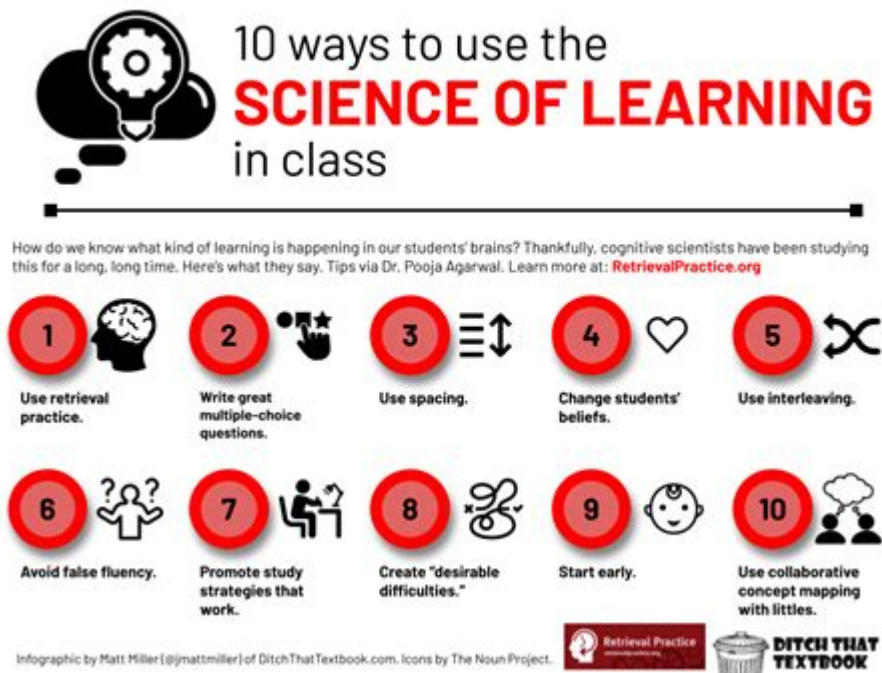 10 ways to use the
SCIENCE OF LEARNING
in class
How do we know what kind of learning is happening in our students' brains? Thankfully, cognitive scientists have been studying
this for a long, long time. Here's what they say. Tips via Dr. Pooja Agarwal. Learn more at: RetrievalPractice.org
1
Use retrieval
practice.
2
Write great
multiple-choice
questions.
3
Use spacing.
4
Change students'
beliefs.
5
Use interleaving.
6
? ?
Avoid false fluency.
7
Promote study
strategies that
work.
8
Create "desirable
difficulties."
9
Start early.
10
Use collaborative
concept mapping
with littles.
Infographic by Matt Miller (@jmattmiller) of DitchThatTextbook.com. Icons by The Noun Project.
Retrieval Practice
retrievalpractice.org
DITCH THAT
TEXTBOOK